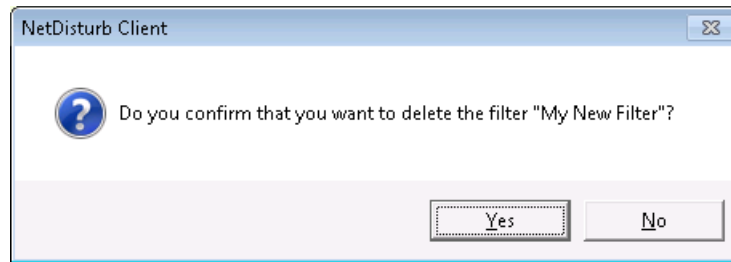 NetDisturb Client
Do you confirm that you want to delete the filter "My New Filter"?
Yes
No